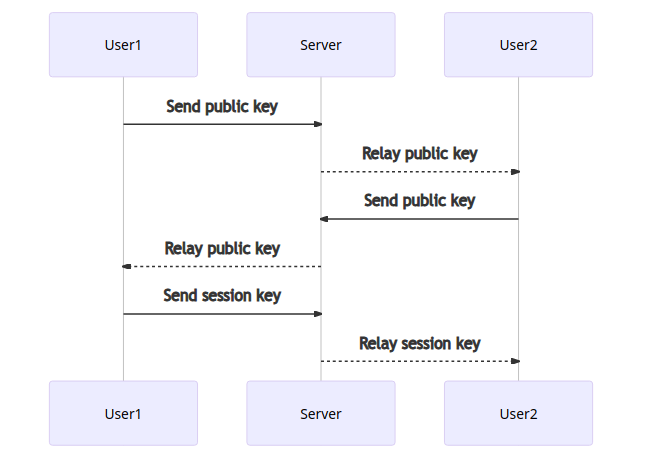 User1
Server
User2
Send public key
Relay public key
Send public key
Relay public key
Send session key
Relay session key
User1
Server
User2